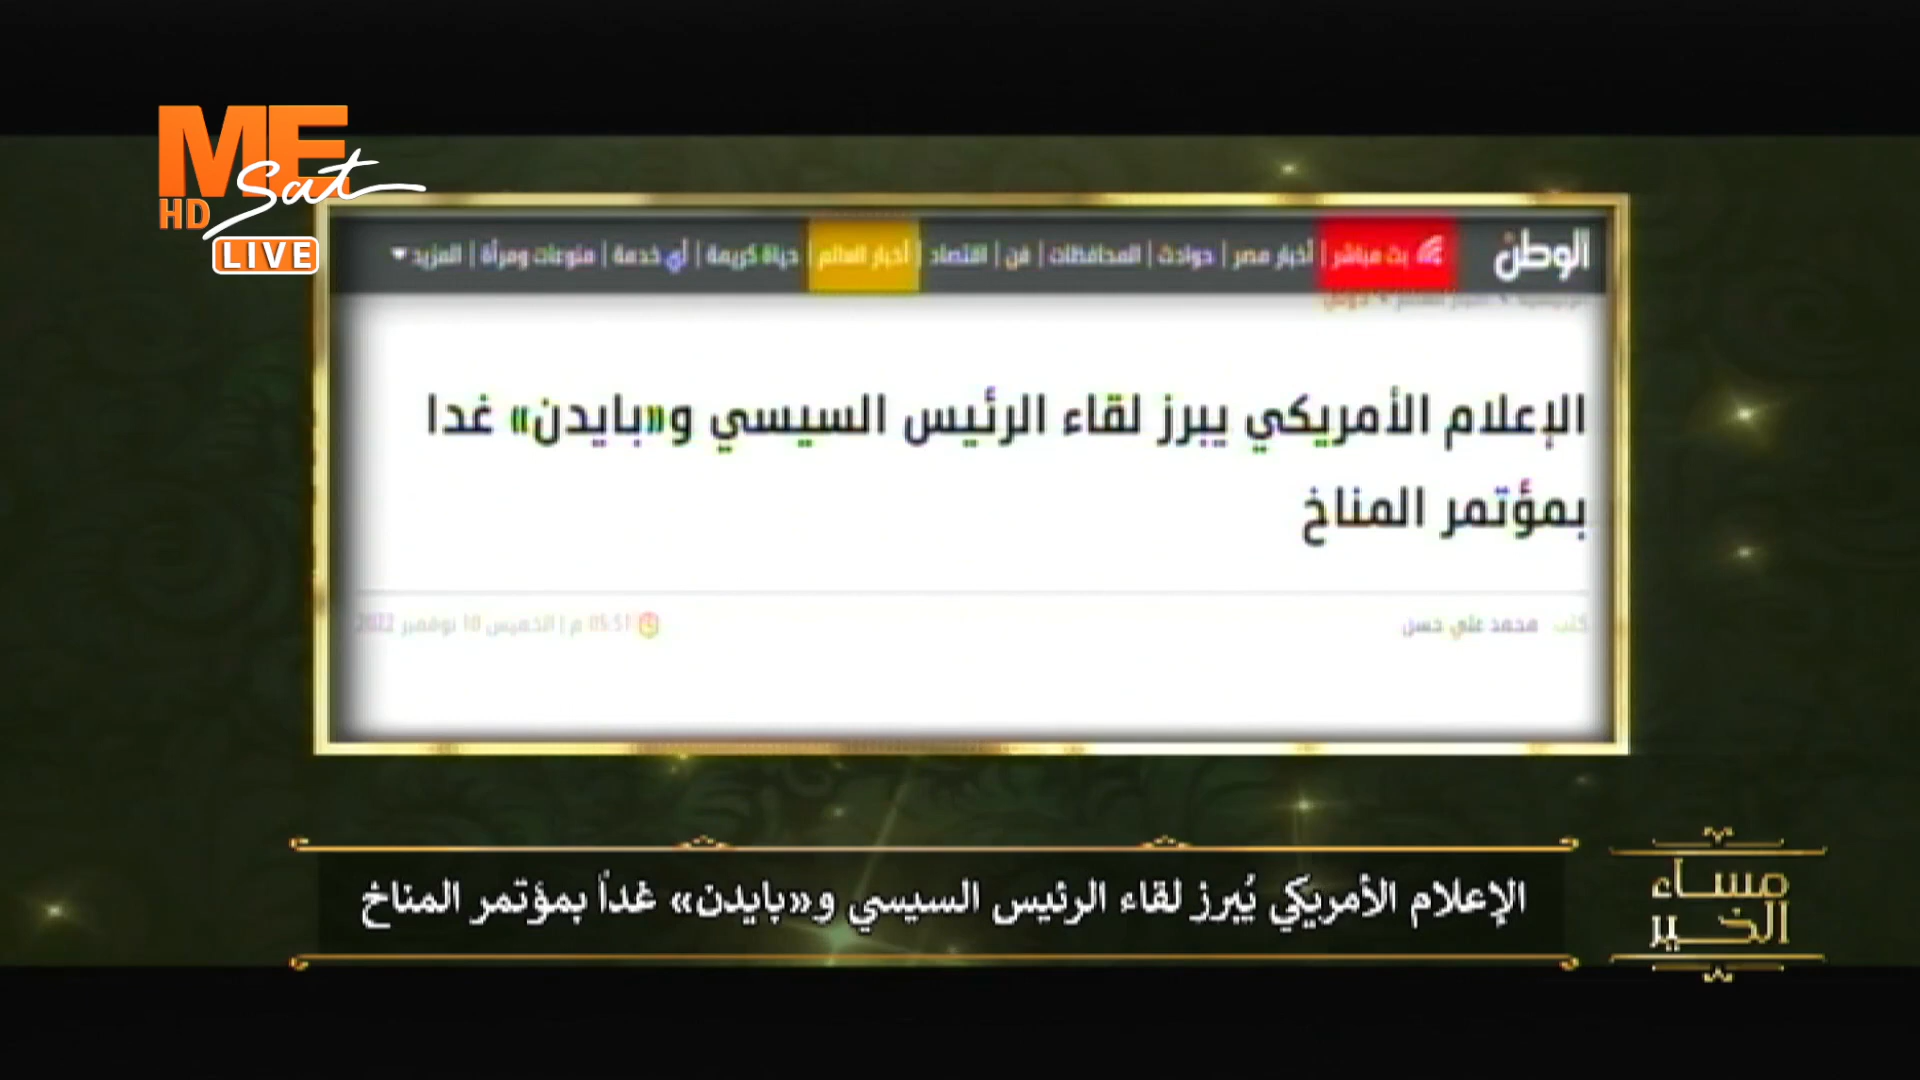 ME
Sat
HD
LIVE
الوطن
بث مباشر | أخبار مصر | حوادث | المحافظات | فن | اقتصاد | أخبار العالم | حياة كريمة | أي خدمة | منوعات ومرأة | المزيد
الإعلام الأمريكي يبرز لقاء الرئيس السيسي و«بايدن» غدا
بمؤتمر المناخ
كتب محمد علي حسن
05:51 م | الخميس 10 نوفمبر 2022
الإعلام الأمريكي يُبرز لقاء الرئيس السيسي و«بايدن» غداً بمؤتمر المناخ
مساء
الخير